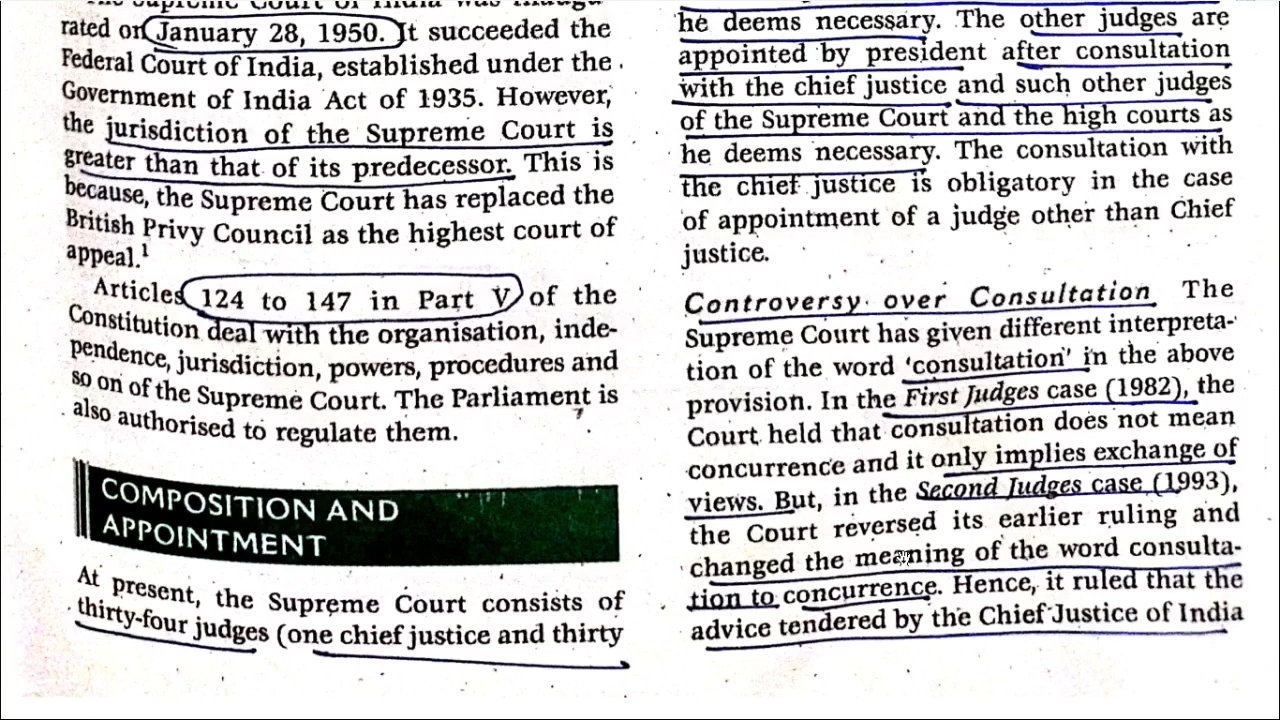 The Supreme Court of India was inaugu-
rated on January 28, 1950. It succeeded the
Federal Court of India, established under the
Government of India Act of 1935. However,
the jurisdiction of the Supreme Court is
greater than that of its predecessor. This is
because, the Supreme Court has replaced the
British Privy Council as the highest court of
appeal.1
Articles 124 to 147 in Part V of the
Constitution deal with the organisation, inde-
pendence, jurisdiction, powers, procedures and
so on of the Supreme Court. The Parliament is
also authorised to regulate them.
COMPOSITION AND
APPOINTMENT
At present, the Supreme Court consists of
thirty-four judges (one chief justice and thirty
he deems necessary. The other judges are
appointed by president after consultation
with the chief justice and such other judges
of the Supreme Court and the high courts as
he deems necessary. The consultation with
the chief justice is obligatory in the case
of appointment of a judge other than Chief
justice.
Controversy over Consultation The
Supreme Court has given different interpreta-
tion of the word ‘consultation’ in the above
provision. In the First Judges case (1982), the
Court held that consultation does not mean
concurrence and it only implies exchange of
views. But, in the Second Judges case (1993),
the Court reversed its earlier ruling and
changed the meaning of the word consulta-
tion to concurrence. Hence, it ruled that the
advice tendered by the Chief Justice of India